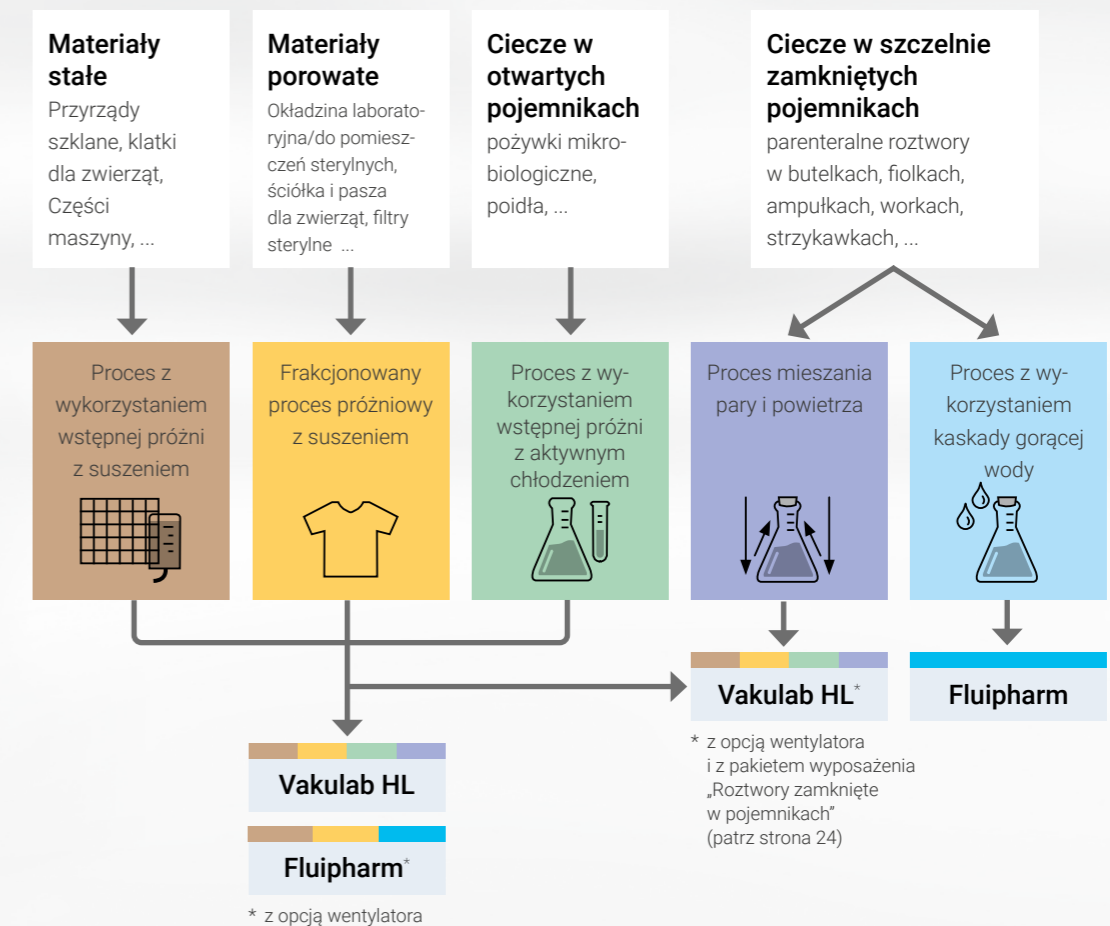 Materiały
stałe
Przyrządy
szklane, klatki
dla zwierząt,
Części
maszyny, ...
Materiały
porowate
Okładzina laborato-
ryjna/do pomiesz-
czeń sterylnych,
ściółka i pasza
dla zwierząt, filtry
sterylne ...
Ciecze w
otwartych
pojemnikach
pożywki mikro-
biologiczne,
poidła, ...
Ciecze w szczelnie
zamkniętych
pojemnikach
parenteralne roztwory
w butelkach, fiolkach,
ampułkach, workach,
strzykawkach, ...
Proces z
wykorzystaniem
wstępnej próżni
z suszeniem
Frakcjonowany
proces próżniowy
z suszeniem
Proces z wy-
korzystaniem
wstępnej próżni
z aktywnym
chłodzeniem
Proces mieszania
pary i powietrza
Proces z wy-
korzystaniem
kaskady gorącej
wody
Vakulab HL*
Fluipharm
* z opcją wentylatora
i z pakietem wyposażenia
„Roztwory zamknięte
w pojemnikach"
(patrz strona 24)
Vakulab HL
Fluipharm*
* z opcją wentylatora